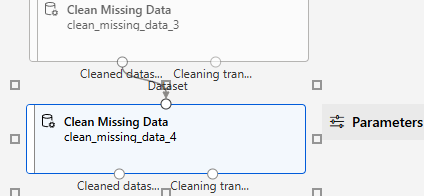 Clean Missing Data
clean_missing_data_3
Cleaned datas... Cleaning tran...
Dataset
Clean Missing Data
clean_missing_data_4
Parameters
Cleaned datas... Cleaning tran...